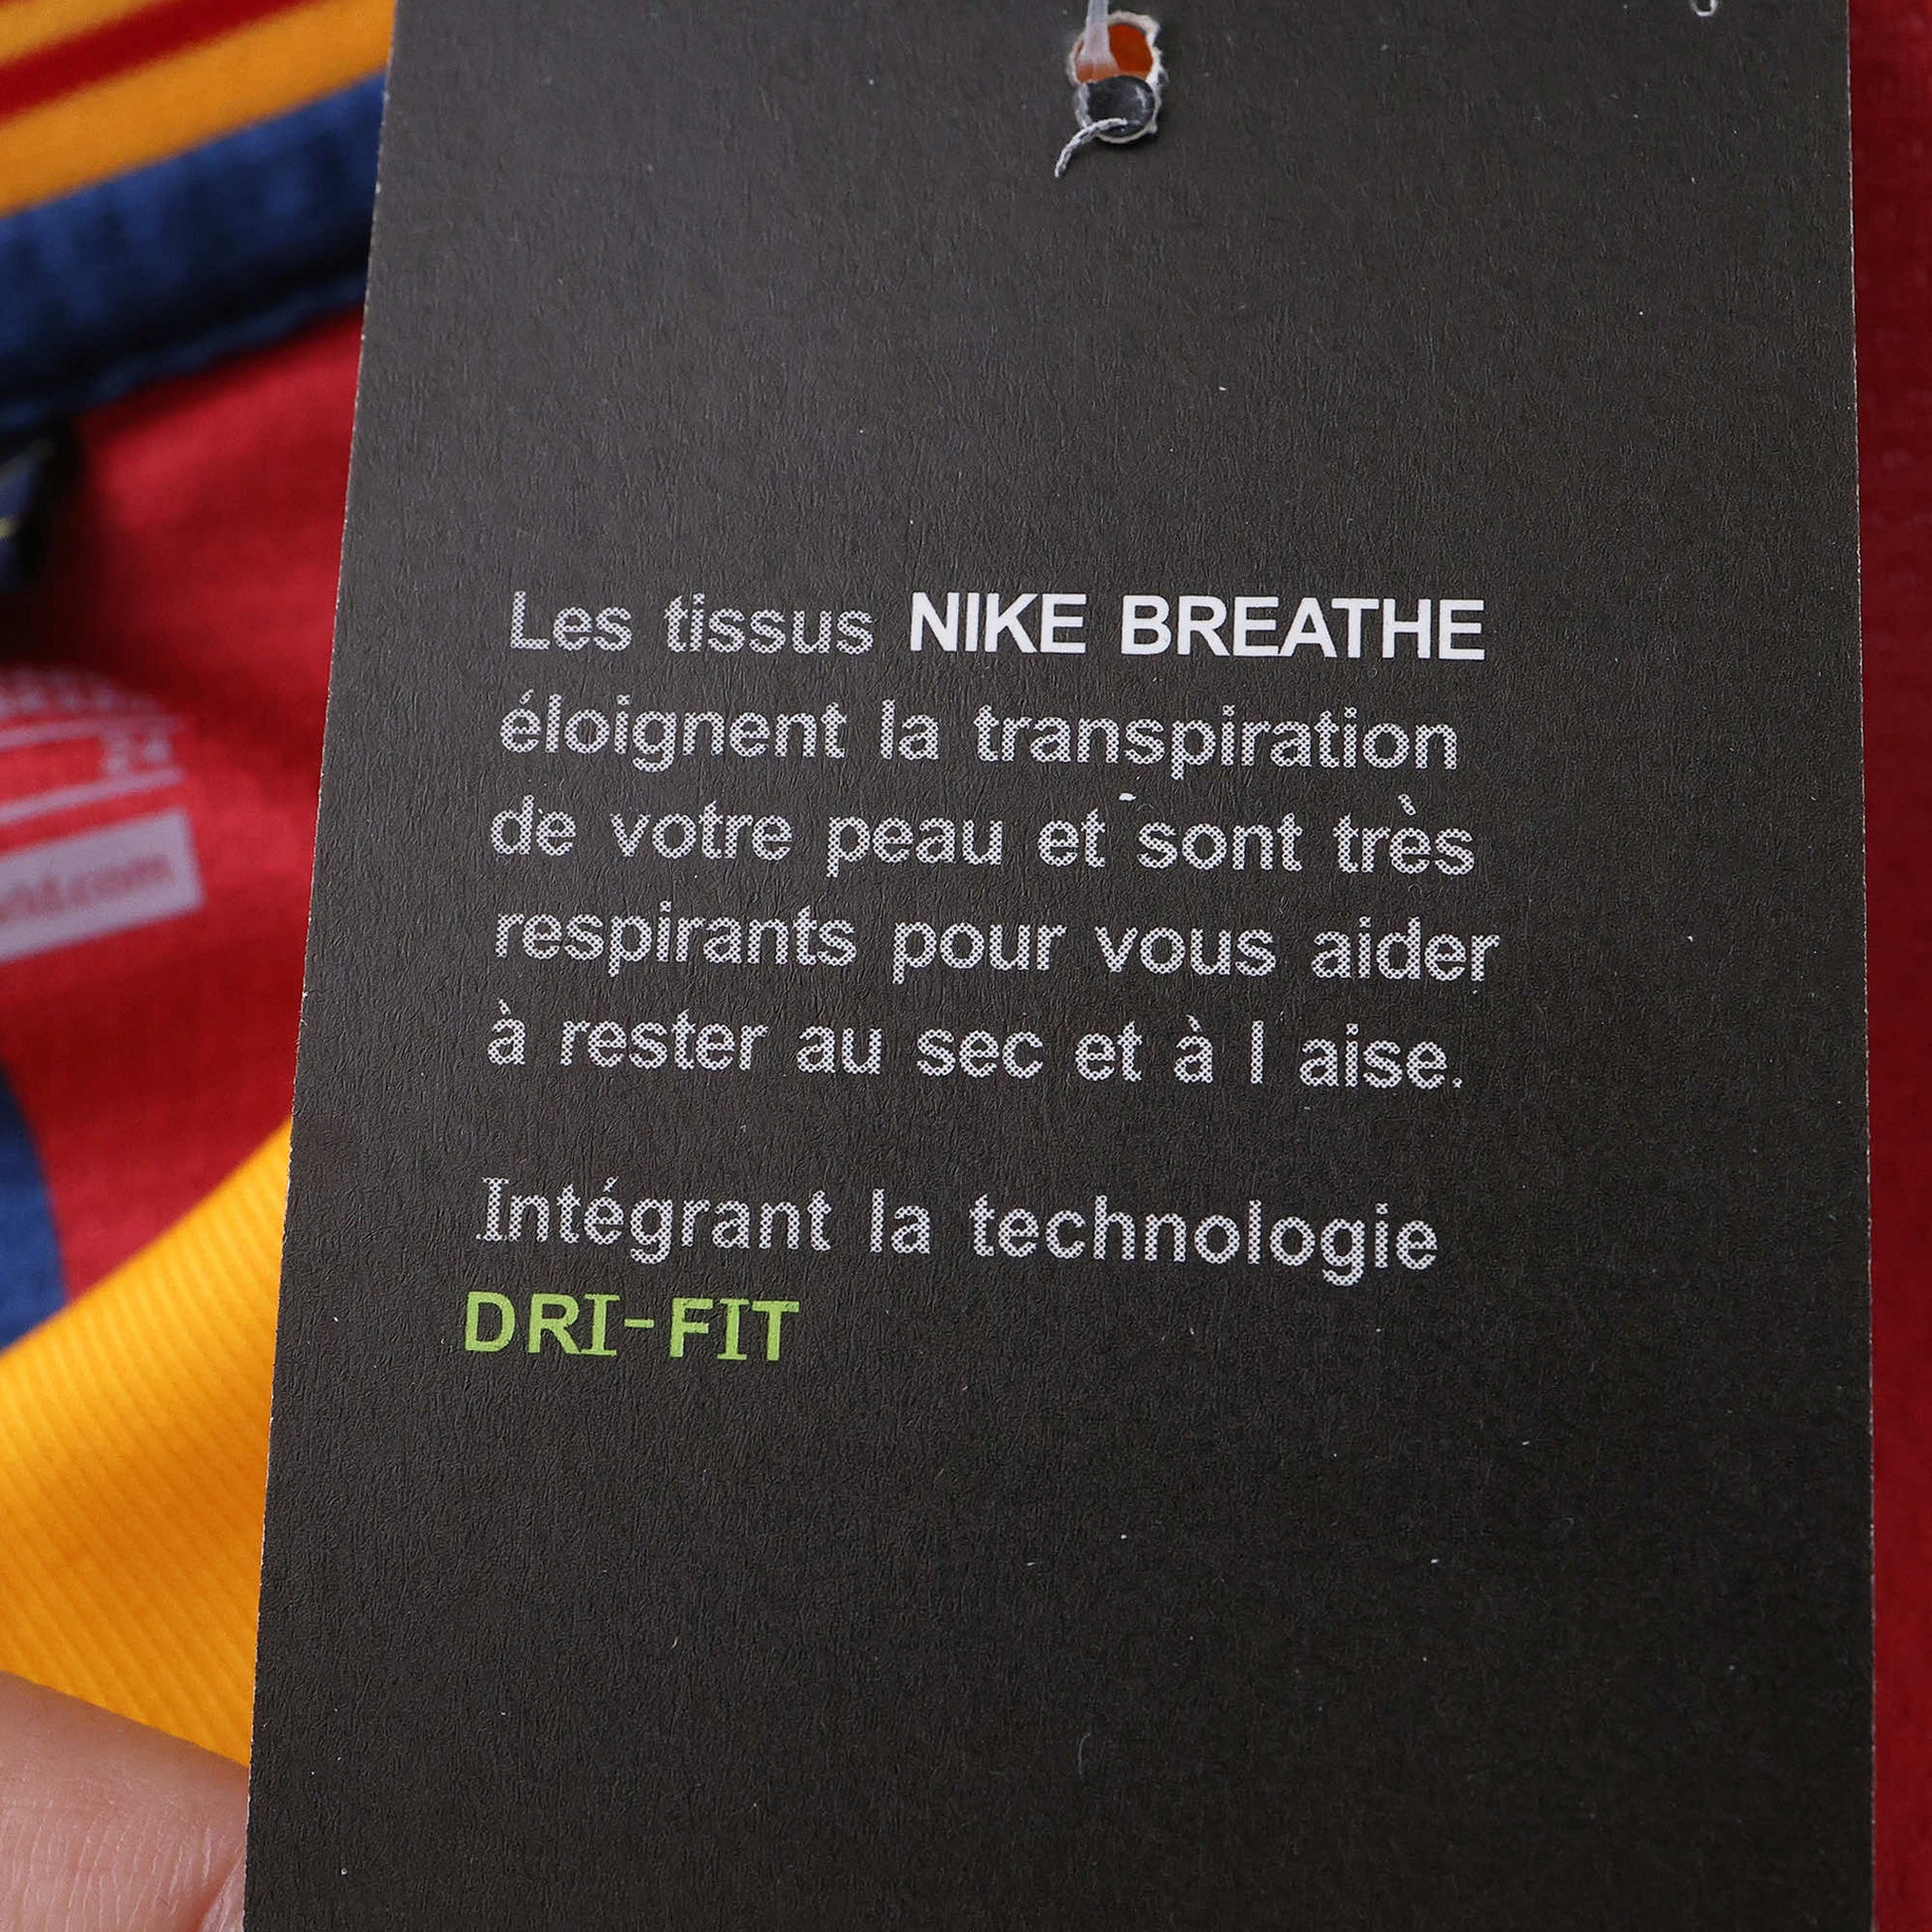 Les tissus NIKE BREATHE
éloignent la transpiration
de votre peau et sont très
respirants pour vous aider
à rester au sec et à l aise.
Intégrant la technologie
DRI-FIT
24